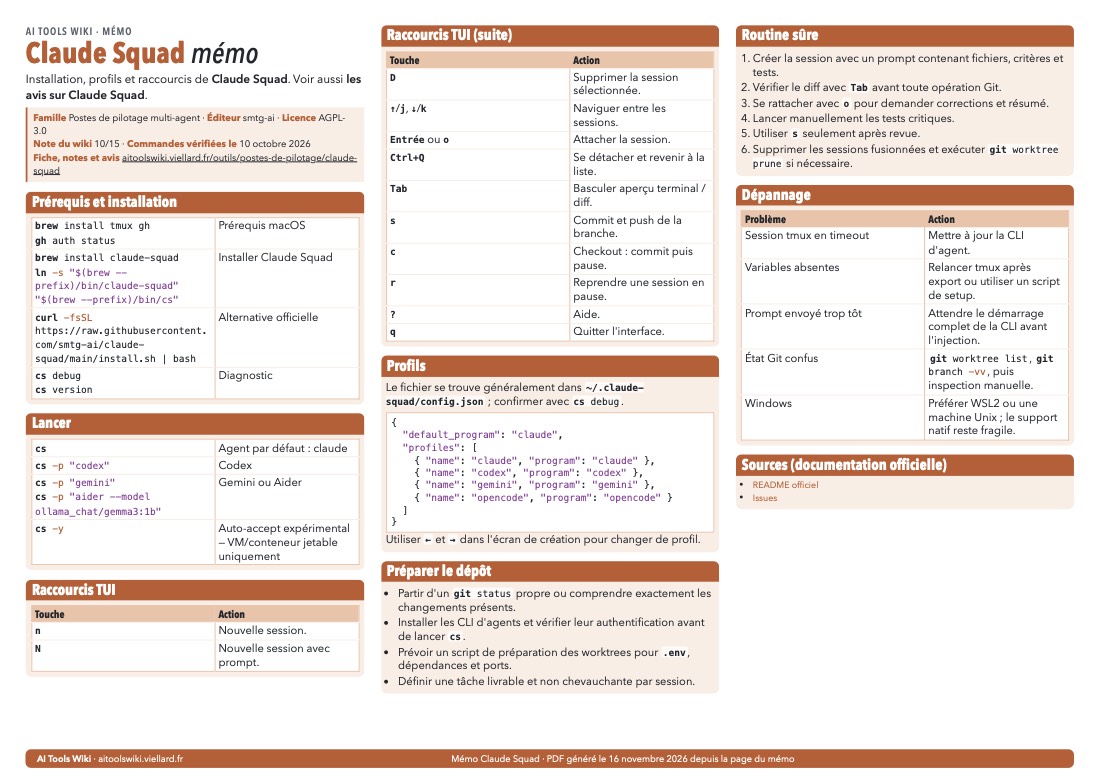 AI TOOLS WIKI · MÉMO
Claude Squad mémo
Installation, profils et raccourcis de Claude Squad. Voir aussi les
avis sur Claude Squad.
Famille Postes de pilotage multi-agent · Éditeur smtg-ai · Licence AGPL-
3.0
Note du wiki 10/15 · Commandes vérifiées le 10 octobre 2026
Fiche, notes et avis aitoolswiki.viellard.fr/outils/postes-de-pilotage/claude-
squad
Prérequis et installation
brew install tmux gh
gh auth status
Prérequis macOS
brew install claude-squad
ln -s "$(brew --
prefix)/bin/claude-squad"
"$(brew --prefix)/bin/cs"
Installer Claude Squad
curl -fsSL
https://raw.githubusercontent.
com/smtg-ai/claude-
squad/main/install.sh | bash
Alternative officielle
cs debug
cs version
Diagnostic
Lancer
cs
Agent par défaut : claude
cs -p "codex"
Codex
cs -p "gemini"
cs -p "aider --model
ollama_chat/gemma3:1b"
Gemini ou Aider
cs -y
Auto-accept expérimental
— VM/conteneur jetable
uniquement
Raccourcis TUI
Touche Action
n Nouvelle session.
N Nouvelle session avec
prompt.
Raccourcis TUI (suite)
Touche Action
D Supprimer la session
sélectionnée.
↑/j, ↓/k Naviguer entre les
sessions.
Entrée ou o Attacher la session.
Ctrl+Q Se détacher et revenir à la
liste.
Tab Basculer aperçu terminal /
diff.
s Commit et push de la
branche.
c Checkout : commit puis
pause.
r Reprendre une session en
pause.
? Aide.
q Quitter l'interface.
Profils
Le fichier se trouve généralement dans ~/.claude-
squad/config.json ; confirmer avec cs debug.
{
"default_program": "claude",
"profiles": [
{ "name": "claude", "program": "claude" },
{ "name": "codex", "program": "codex" },
{ "name": "gemini", "program": "gemini" },
{ "name": "opencode", "program": "opencode" }
]
}
Utiliser ← et → dans l'écran de création pour changer de profil.
Préparer le dépôt
• Partir d'un git status propre ou comprendre exactement les
changements présents.
• Installer les CLI d'agents et vérifier leur authentification avant
de lancer cs.
• Prévoir un script de préparation des worktrees pour .env,
dépendances et ports.
• Définir une tâche livrable et non chevauchante par session.
Routine sûre
1. Créer la session avec un prompt contenant fichiers, critères et
tests.
2. Vérifier le diff avec Tab avant toute opération Git.
3. Se rattacher avec o pour demander corrections et résumé.
4. Lancer manuellement les tests critiques.
5. Utiliser s seulement après revue.
6. Supprimer les sessions fusionnées et exécuter git worktree
prune si nécessaire.
Dépannage
Problème Action
Session tmux en timeout Mettre à jour la CLI
d'agent.
Variables absentes Relancer tmux après
export ou utiliser un script
de setup.
Prompt envoyé trop tôt Attendre le démarrage
complet de la CLI avant
l'injection.
État Git confus git worktree list, git
branch -vv, puis
inspection manuelle.
Windows Préférer WSL2 ou une
machine Unix ; le support
natif reste fragile.
Sources (documentation officielle)
• README officiel
• Issues
AI Tools Wiki · aitoolswiki.viellard.fr
Mémo Claude Squad · PDF généré le 16 novembre 2026 depuis la page du mémo